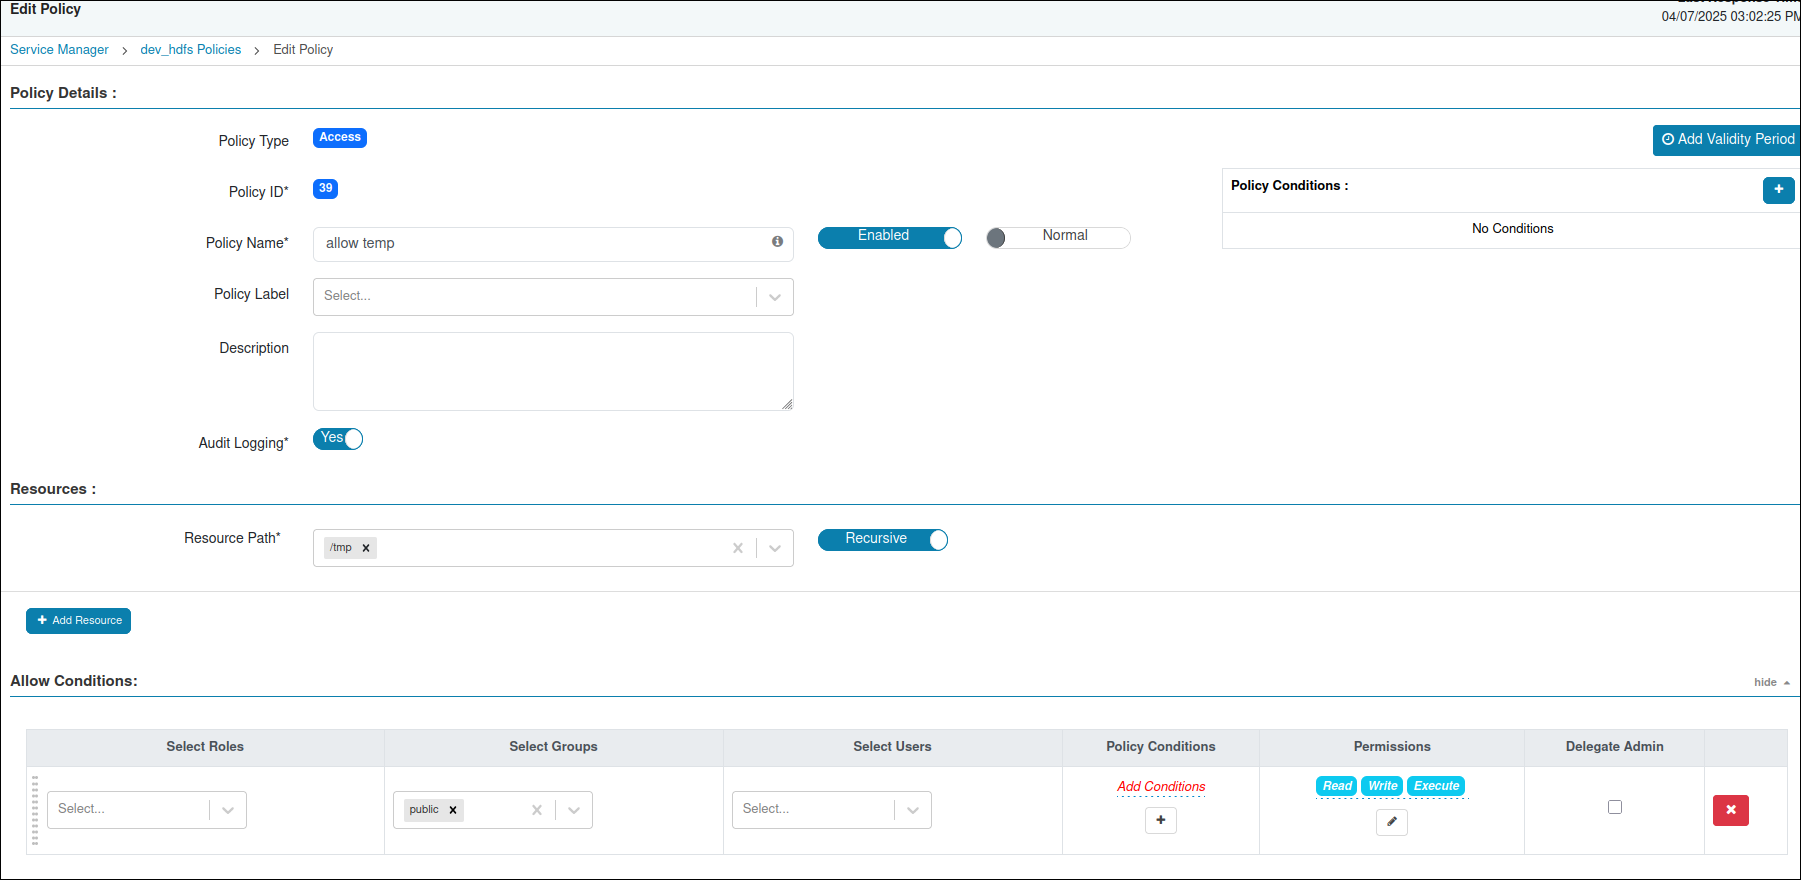 Edit Policy
04/07/2025 03:02:25 PM
Service Manager > dev_hdfs Policies > Edit Policy
Policy Details :
Policy Type Access
Add Validity Period
Policy ID* 39
Policy Conditions :
No Conditions
Policy Name* allow temp Enabled Normal
Policy Label Select...
Description
Audit Logging* Yes
Resources :
Resource Path* /tmp Recursive
Add Resource
Allow Conditions:
hide
Select Roles Select Groups Select Users Policy Conditions Permissions Delegate Admin
Select... public Select... Add Conditions Read Write Execute